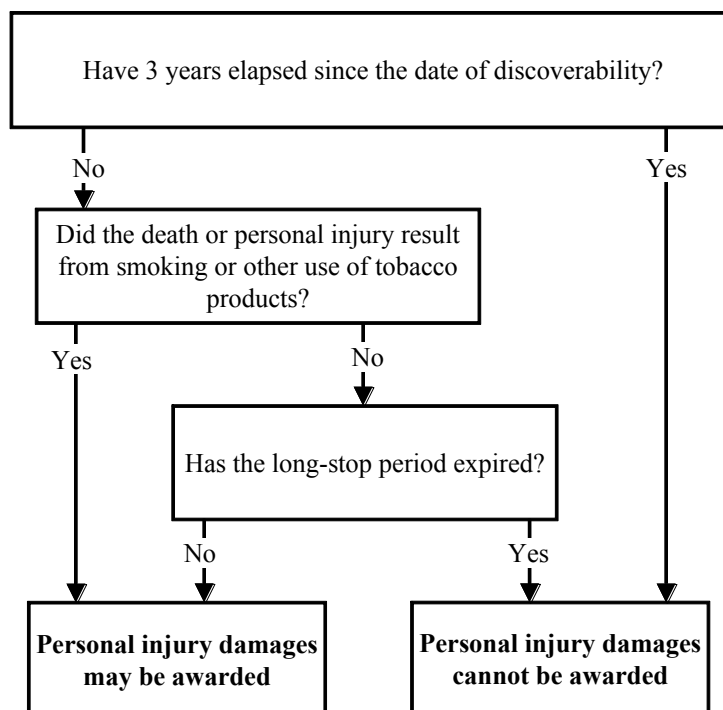 Have 3 years elapsed since the date of discoverability?
No
Yes
Did the death or personal injury result
from smoking or other use of tobacco
products?
Yes
No
Has the long-stop period expired?
No
Yes
Personal injury damages
may be awarded
Personal injury damages
cannot be awarded